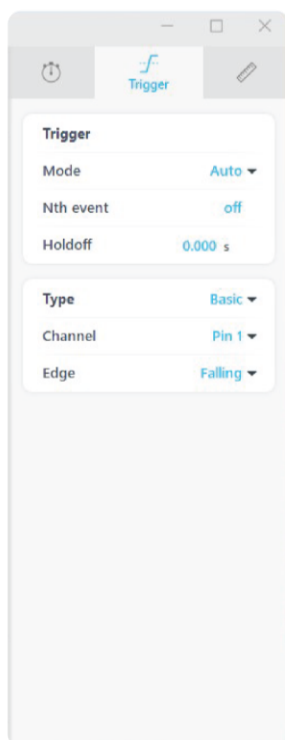 Trigger
Trigger
Mode Auto
Nth event off
Holdoff 0.000 s
Type Basic
Channel Pin 1
Edge Falling